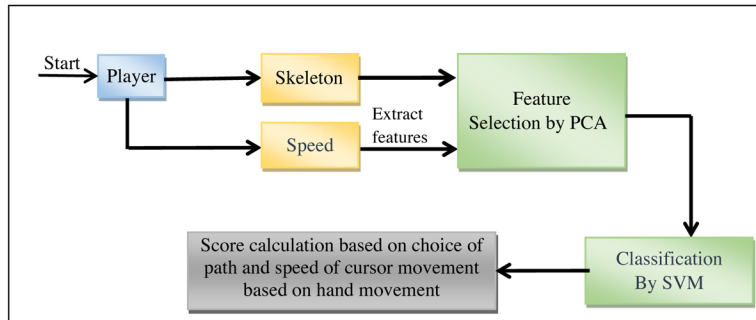 Start
Player
Skeleton
Speed
Extract
features
Feature
Selection by PCA
Classification
By SVM
Score calculation based on choice of
path and speed of cursor movement
based on hand movement